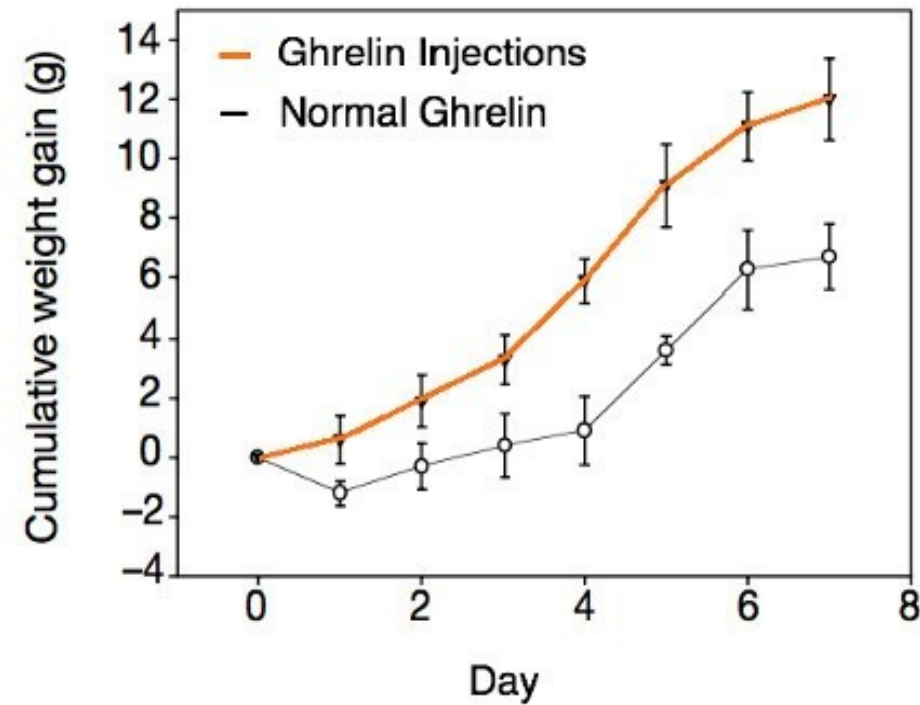 Cumulative weight gain (g)
14
12
10
8
6
4
2
0
−2
−4
Ghrelin Injections
Normal Ghrelin
0 2 4 6 8
Day